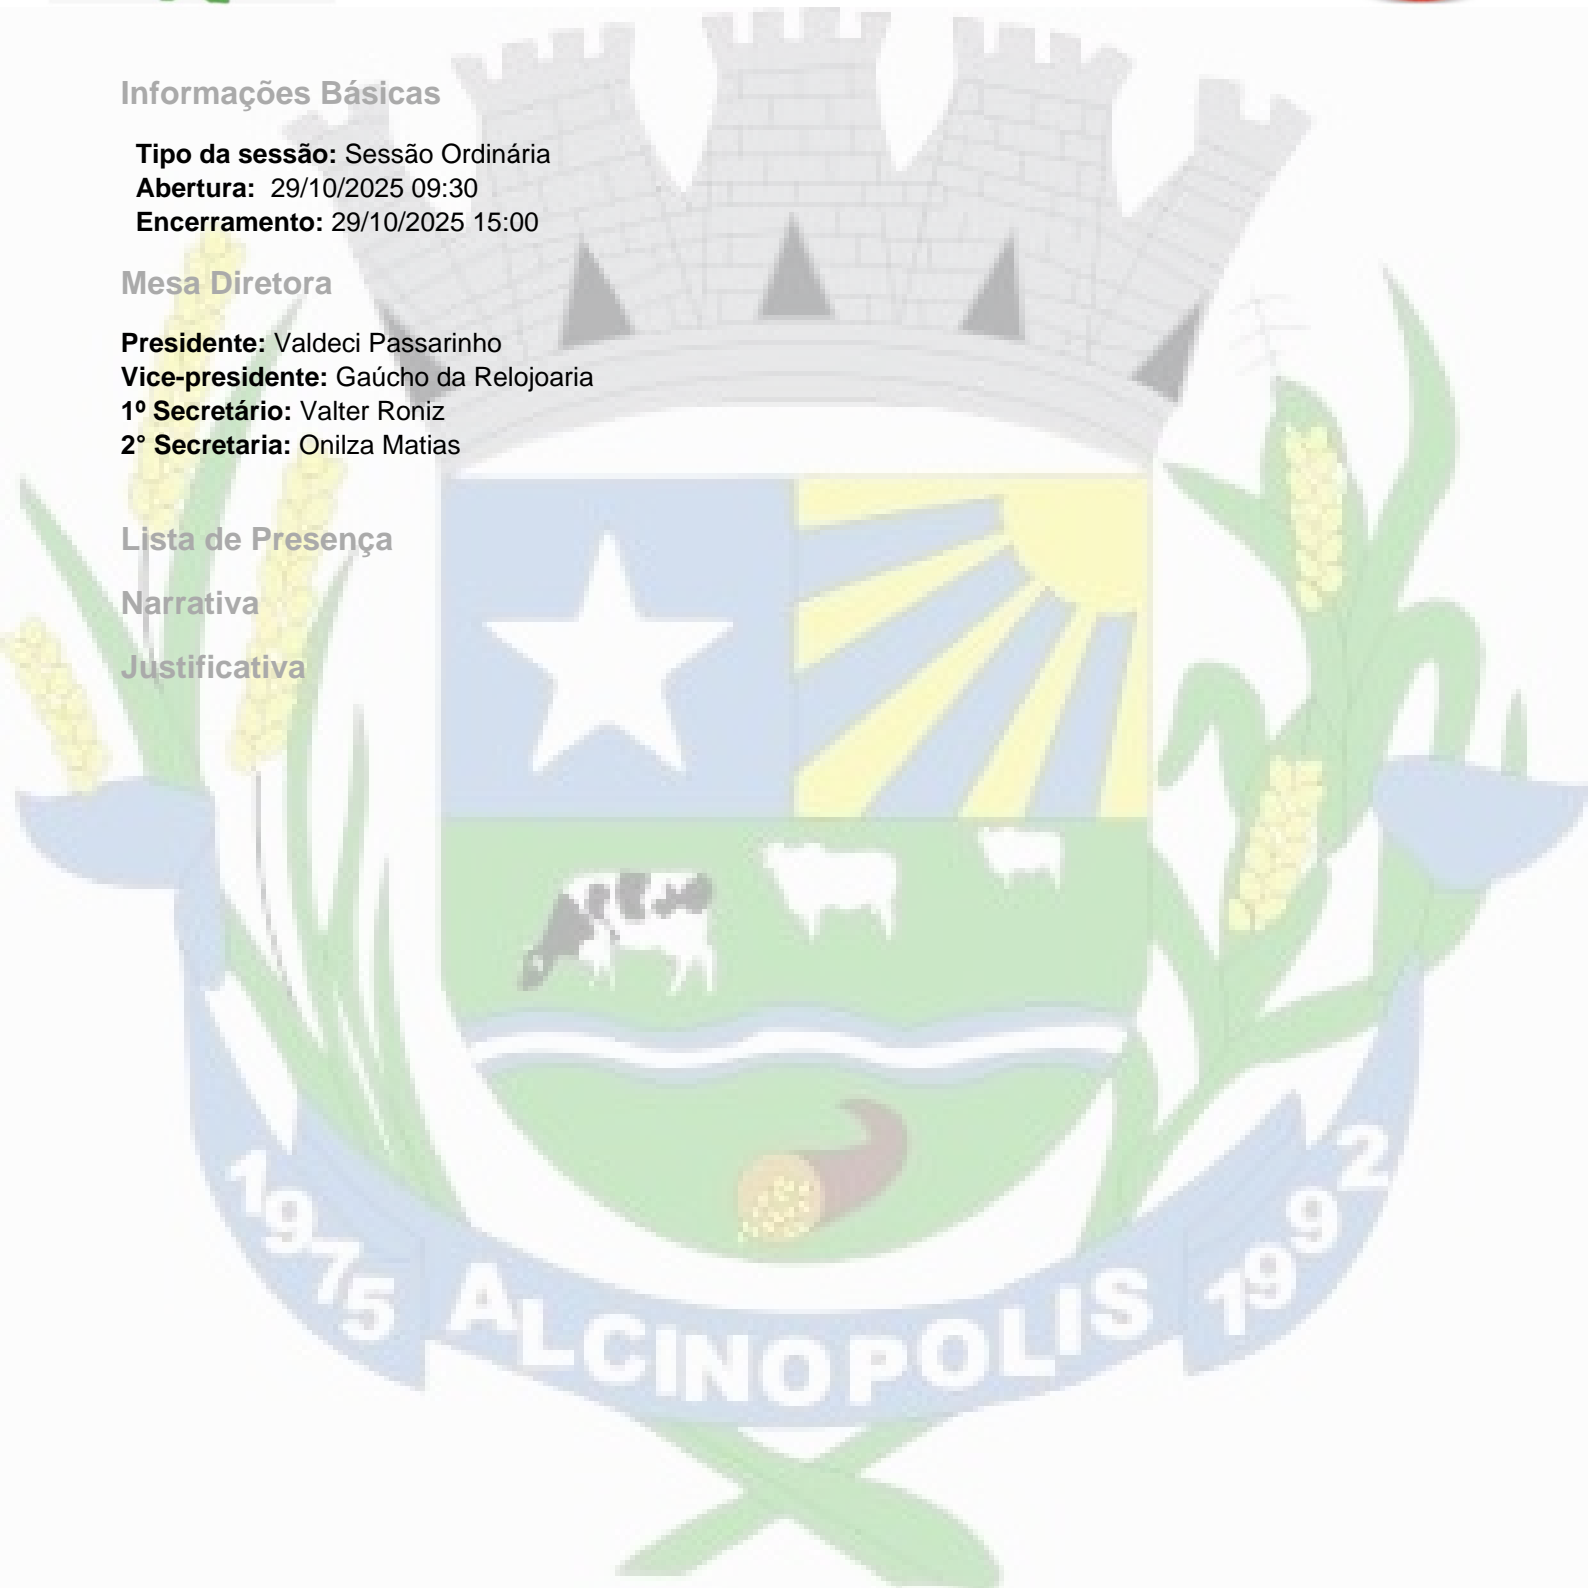 Informações Básicas
Tipo da sessão: Sessão Ordinária
Abertura: 29/10/2025 09:30
Encerramento: 29/10/2025 15:00
Mesa Diretora
Presidente: Valdeci Passarinho
Vice-presidente: Gaúcho da Relojoaria
1º Secretário: Valter Roniz
2° Secretaria: Onilza Matias
Lista de Presença
Narrativa
Justificativa
1975 ALCINOPOLIS 1992